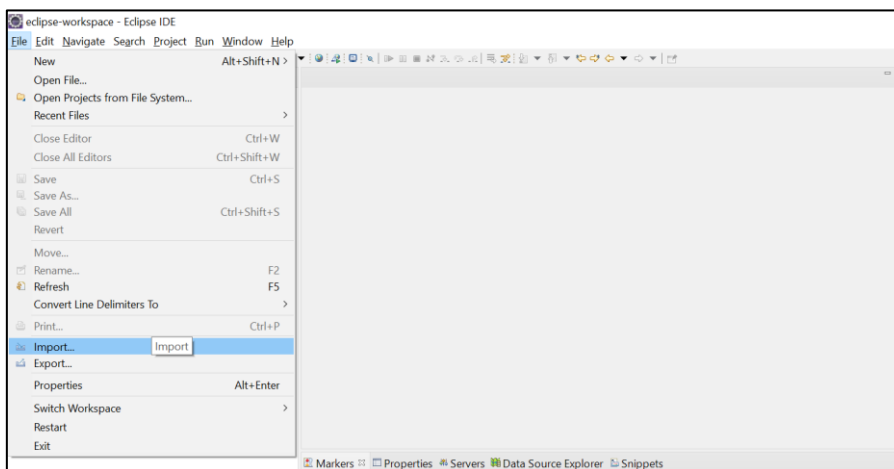 eclipse-workspace - Eclipse IDE
File Edit Navigate Search Project Run Window Help
New Alt+Shift+N >
Open File...
Open Projects from File System...
Recent Files >
Close Editor Ctrl+W
Close All Editors Ctrl+Shift+W
Save Ctrl+S
Save As...
Save All Ctrl+Shift+S
Revert
Move...
Rename... F2
Refresh F5
Convert Line Delimiters To >
Print... Ctrl+P
Import... Import
Export...
Properties Alt+Enter
Switch Workspace >
Restart
Exit
Markers Properties Servers Data Source Explorer Snippets